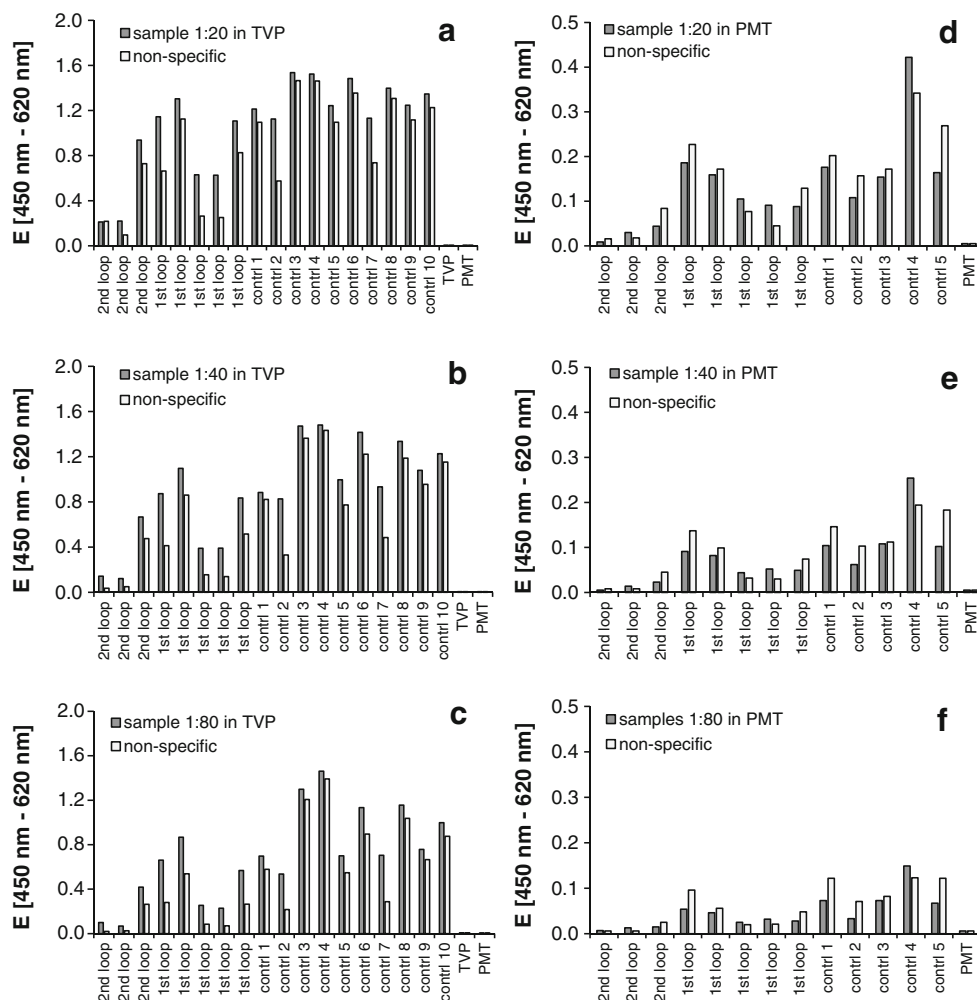 a
sample 1:20 in TVP
non-specific
E [450 nm - 620 nm]
2.0
1.6
1.2
0.8
0.4
0.0
2nd loop
2nd loop
2nd loop
1st loop
1st loop
1st loop
1st loop
1st loop
contrl 1
contrl 2
contrl 3
contrl 4
contrl 5
contrl 6
contrl 7
contrl 8
contrl 9
contrl 10
TVP
PMT
d
sample 1:20 in PMT
non-specific
E [450 nm - 620 nm]
0.5
0.4
0.3
0.2
0.1
0.0
2nd loop
2nd loop
2nd loop
1st loop
1st loop
1st loop
1st loop
1st loop
contrl 1
contrl 2
contrl 3
contrl 4
contrl 5
PMT
b
sample 1:40 in TVP
non-specific
E [450 nm - 620 nm]
2.0
1.6
1.2
0.8
0.4
0.0
2nd loop
2nd loop
2nd loop
1st loop
1st loop
1st loop
1st loop
1st loop
contrl 1
contrl 2
contrl 3
contrl 4
contrl 5
contrl 6
contrl 7
contrl 8
contrl 9
contrl 10
TVP
PMT
e
sample 1:40 in PMT
non-specific
E [450 nm - 620 nm]
0.5
0.4
0.3
0.2
0.1
0.0
2nd loop
2nd loop
2nd loop
1st loop
1st loop
1st loop
1st loop
1st loop
contrl 1
contrl 2
contrl 3
contrl 4
contrl 5
PMT
c
sample 1:80 in TVP
non-specific
E [450 nm - 620 nm]
2.0
1.6
1.2
0.8
0.4
0.0
2nd loop
2nd loop
2nd loop
1st loop
1st loop
1st loop
1st loop
1st loop
contrl 1
contrl 2
contrl 3
contrl 4
contrl 5
contrl 6
contrl 7
contrl 8
contrl 9
contrl 10
TVP
PMT
f
samples 1:80 in PMT
non-specific
E [450 nm - 620 nm]
0.5
0.4
0.3
0.2
0.1
0.0
2nd loop
2nd loop
2nd loop
1st loop
1st loop
1st loop
1st loop
1st loop
contrl 1
contrl 2
contrl 3
contrl 4
contrl 5
PMT